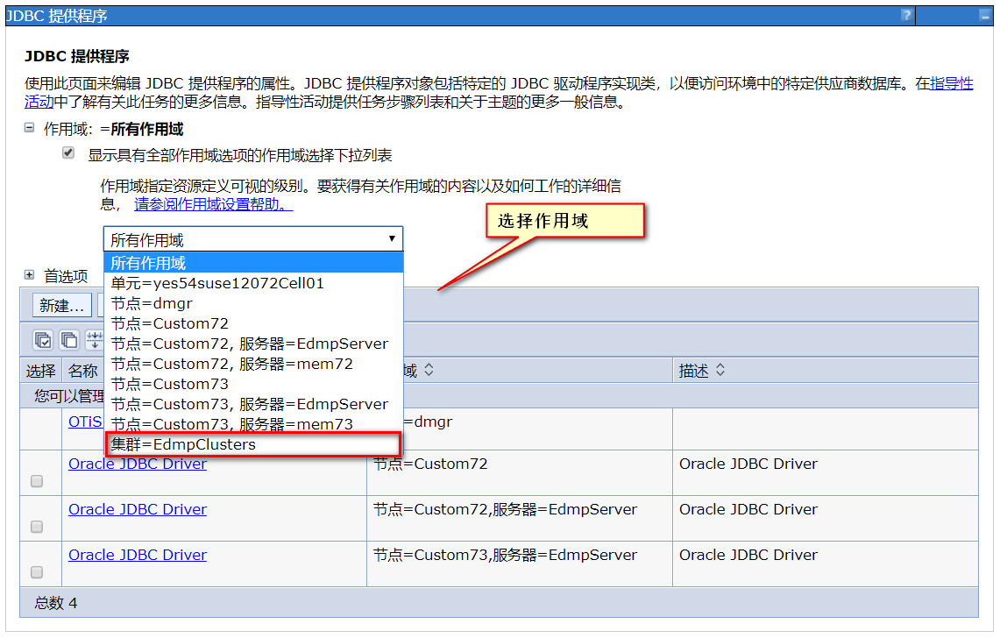 JDBC 提供程序
?
JDBC 提供程序
使用此页面来编辑 JDBC 提供程序的属性。JDBC 提供程序对象包括特定的 JDBC 驱动程序实现类，以便访问环境中的特定供应商数据库。在指导性
活动中了解有关此任务的更多信息。指导性活动提供任务步骤列表和关于主题的更多一般信息。
作用域: =所有作用域
显示具有全部作用域选项的作用域选择下拉列表
作用域指定资源定义可视的级别。要获得有关作用域的内容以及如何工作的详细信
息， 请参阅作用域设置帮助。
选择作用域
所有作用域
所有作用域
单元=yes54suse12072Cell01
节点=dmgr
节点=Custom72
节点=Custom72, 服务器=EdmpServer
节点=Custom72, 服务器=mem72
节点=Custom73
节点=Custom73, 服务器=EdmpServer
节点=Custom73, 服务器=mem73
集群=EdmpClusters
首选项
新建...
选择 名称 域 描述
您可以管理
OTiS =dmgr
Oracle JDBC Driver 节点=Custom72 Oracle JDBC Driver
Oracle JDBC Driver 节点=Custom72,服务器=EdmpServer Oracle JDBC Driver
Oracle JDBC Driver 节点=Custom73,服务器=EdmpServer Oracle JDBC Driver
总数 4